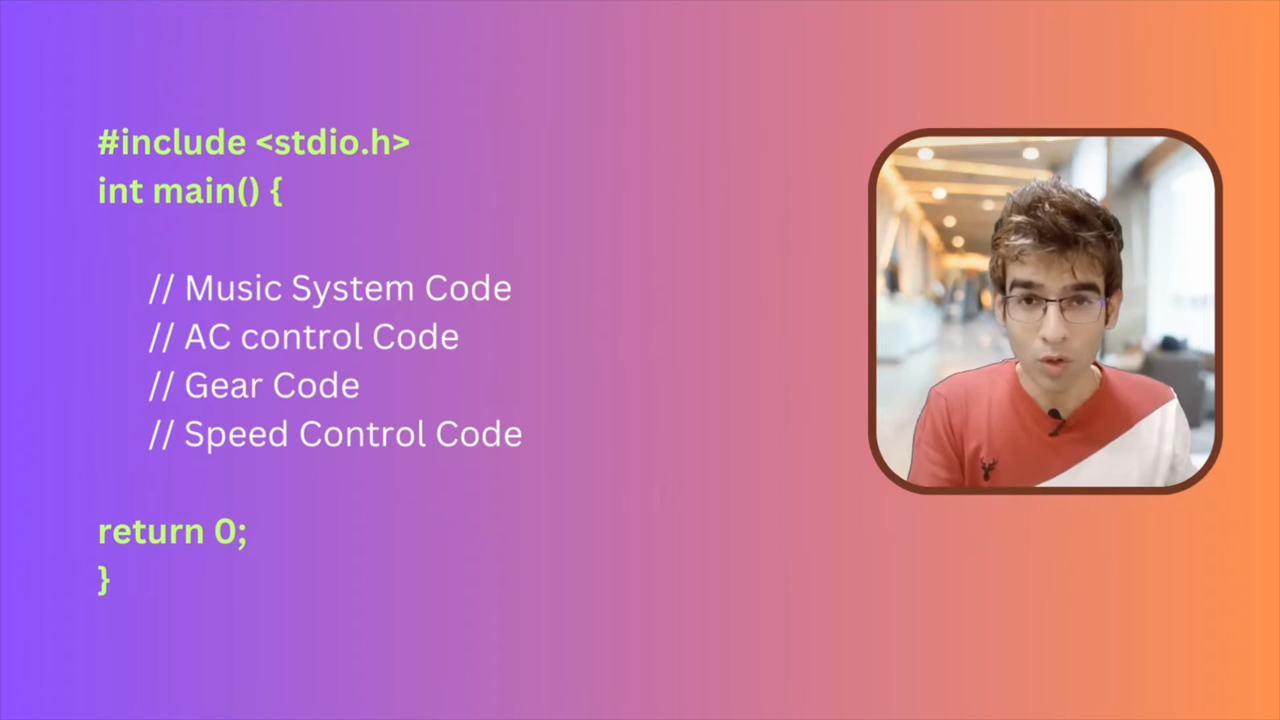 #include <stdio.h>
int main() {
// Music System Code
// AC control Code
// Gear Code
// Speed Control Code
return 0;
}